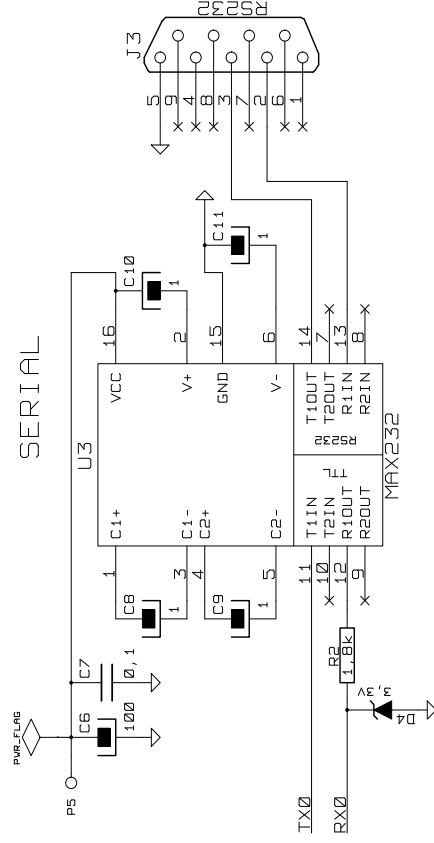 SERIAL
PWR_FLAG
P5
C6
100
C7
0,1
U3
MAX232
C1+
1
C1-
3
C2+
4
C2-
5
C8
1
C9
1
VCC
16
V+
2
GND
15
V-
6
C10
1
C11
1
TTL
RS232
T1IN
11
T2IN
10
R1OUT
12
R2OUT
9
T1OUT
14
T2OUT
7
R1IN
13
R2IN
8
TX0
RX0
R2
1,8k
D4
3,3v
J3
RS232
5
9
4
8
3
7
2
6
1